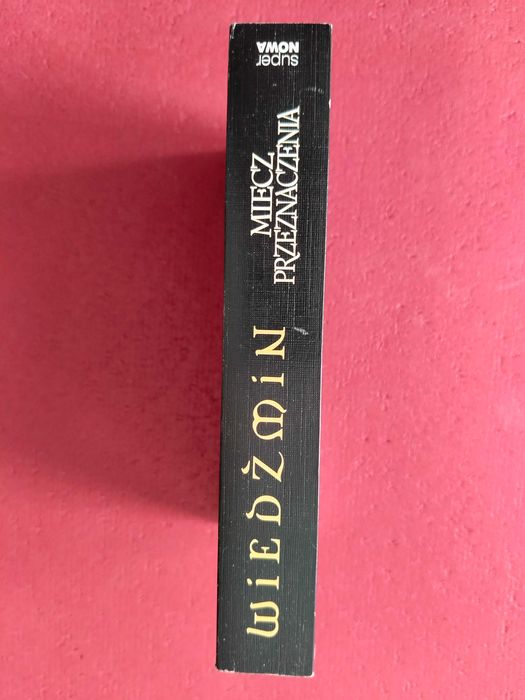 WiEDŹMiN
MIECZ
PRZEZNACZENIA
super
NOWA